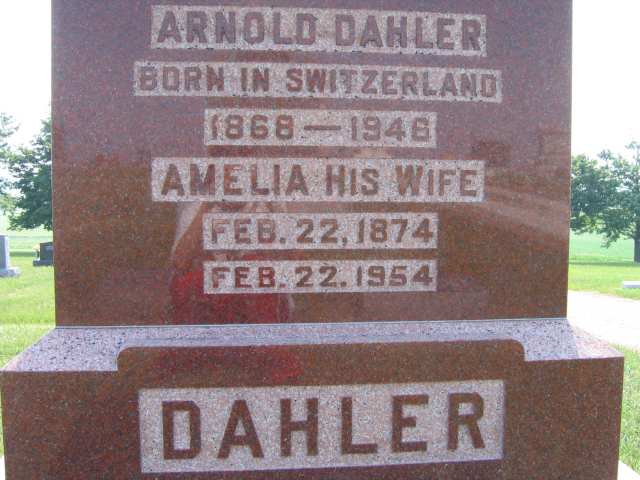 ARNOLD DAHLER
BORN IN SWITZERLAND
1868 — 1946
AMELIA HIS WIFE
FEB. 22, 1874
FEB. 22. 1954
DAHLER